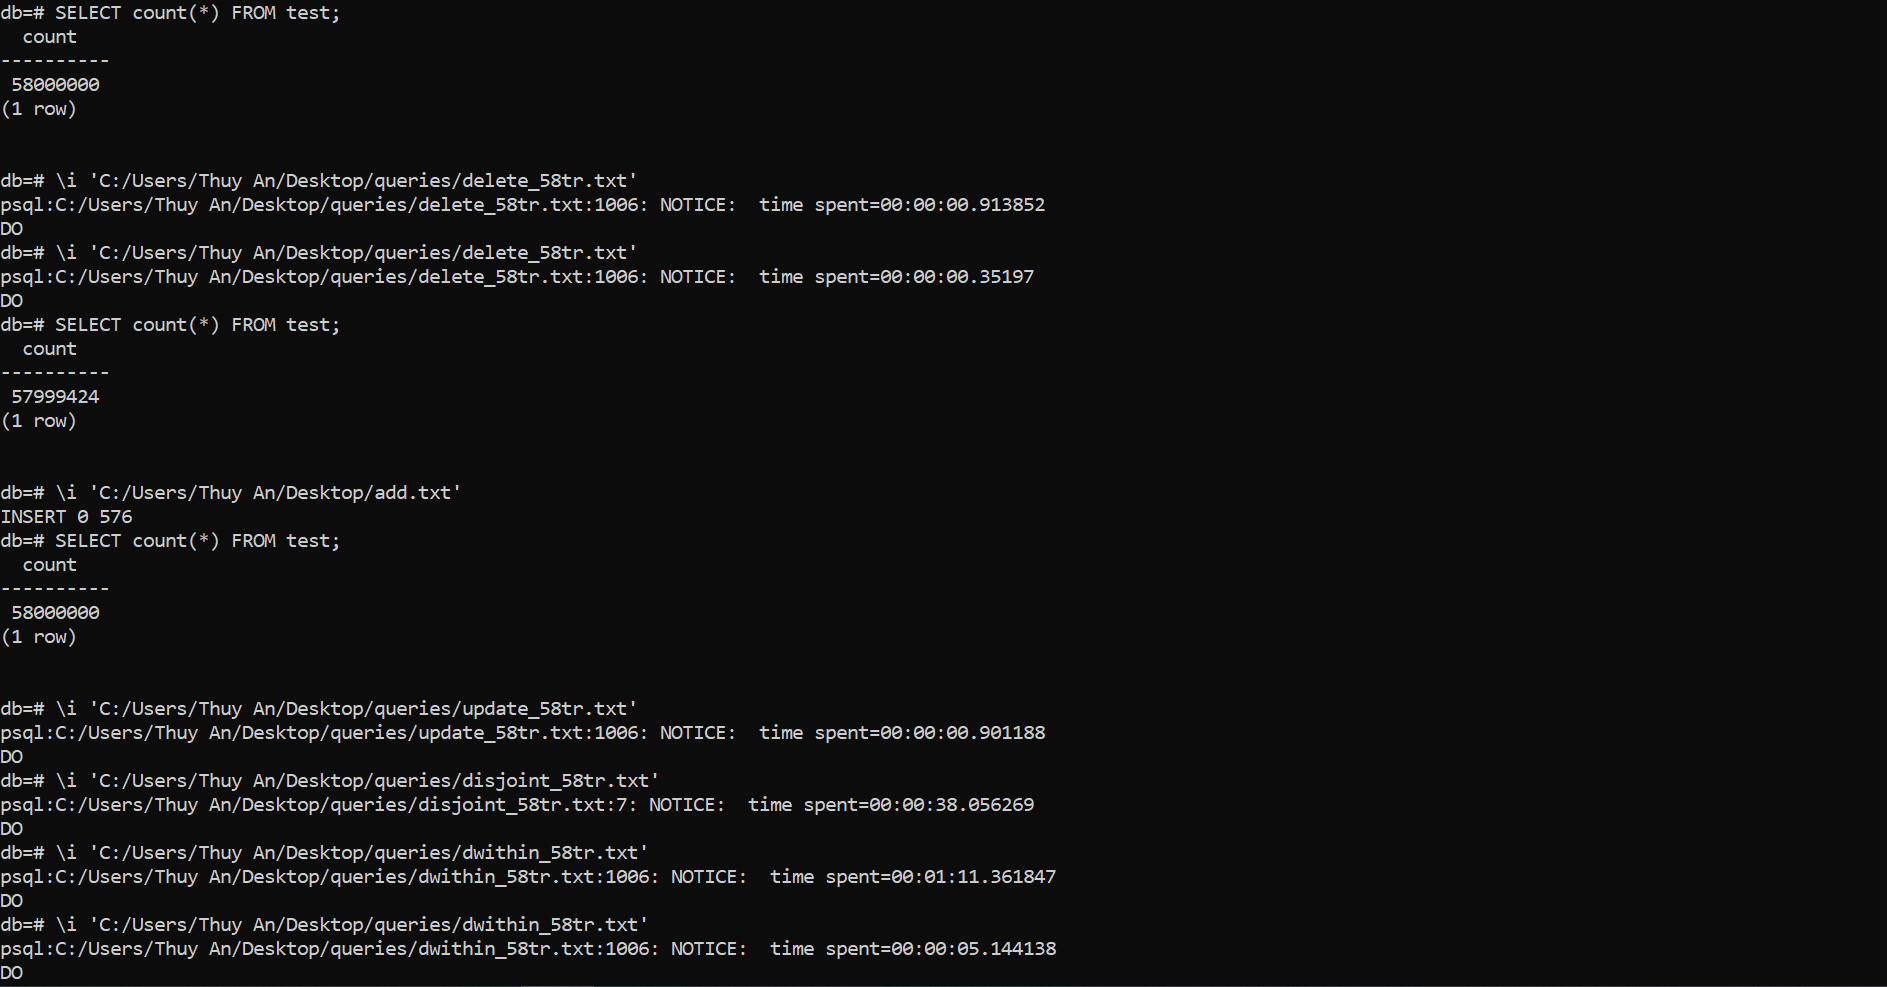 db=# SELECT count(*) FROM test;
  count
----------
 58000000
(1 row)
db=# \i 'C:/Users/Thuy An/Desktop/queries/delete_58tr.txt'
psql:C:/Users/Thuy An/Desktop/queries/delete_58tr.txt:1006: NOTICE:  time spent=00:00:00.913852
DO
db=# \i 'C:/Users/Thuy An/Desktop/queries/delete_58tr.txt'
psql:C:/Users/Thuy An/Desktop/queries/delete_58tr.txt:1006: NOTICE:  time spent=00:00:00.35197
DO
db=# SELECT count(*) FROM test;
  count
----------
 57999424
(1 row)
db=# \i 'C:/Users/Thuy An/Desktop/add.txt'
INSERT 0 576
db=# SELECT count(*) FROM test;
  count
----------
 58000000
(1 row)
db=# \i 'C:/Users/Thuy An/Desktop/queries/update_58tr.txt'
psql:C:/Users/Thuy An/Desktop/queries/update_58tr.txt:1006: NOTICE:  time spent=00:00:00.901188
DO
db=# \i 'C:/Users/Thuy An/Desktop/queries/disjoint_58tr.txt'
psql:C:/Users/Thuy An/Desktop/queries/disjoint_58tr.txt:7: NOTICE:  time spent=00:00:38.056269
DO
db=# \i 'C:/Users/Thuy An/Desktop/queries/dwithin_58tr.txt'
psql:C:/Users/Thuy An/Desktop/queries/dwithin_58tr.txt:1006: NOTICE:  time spent=00:01:11.361847
DO
db=# \i 'C:/Users/Thuy An/Desktop/queries/dwithin_58tr.txt'
psql:C:/Users/Thuy An/Desktop/queries/dwithin_58tr.txt:1006: NOTICE:  time spent=00:00:05.144138
DO